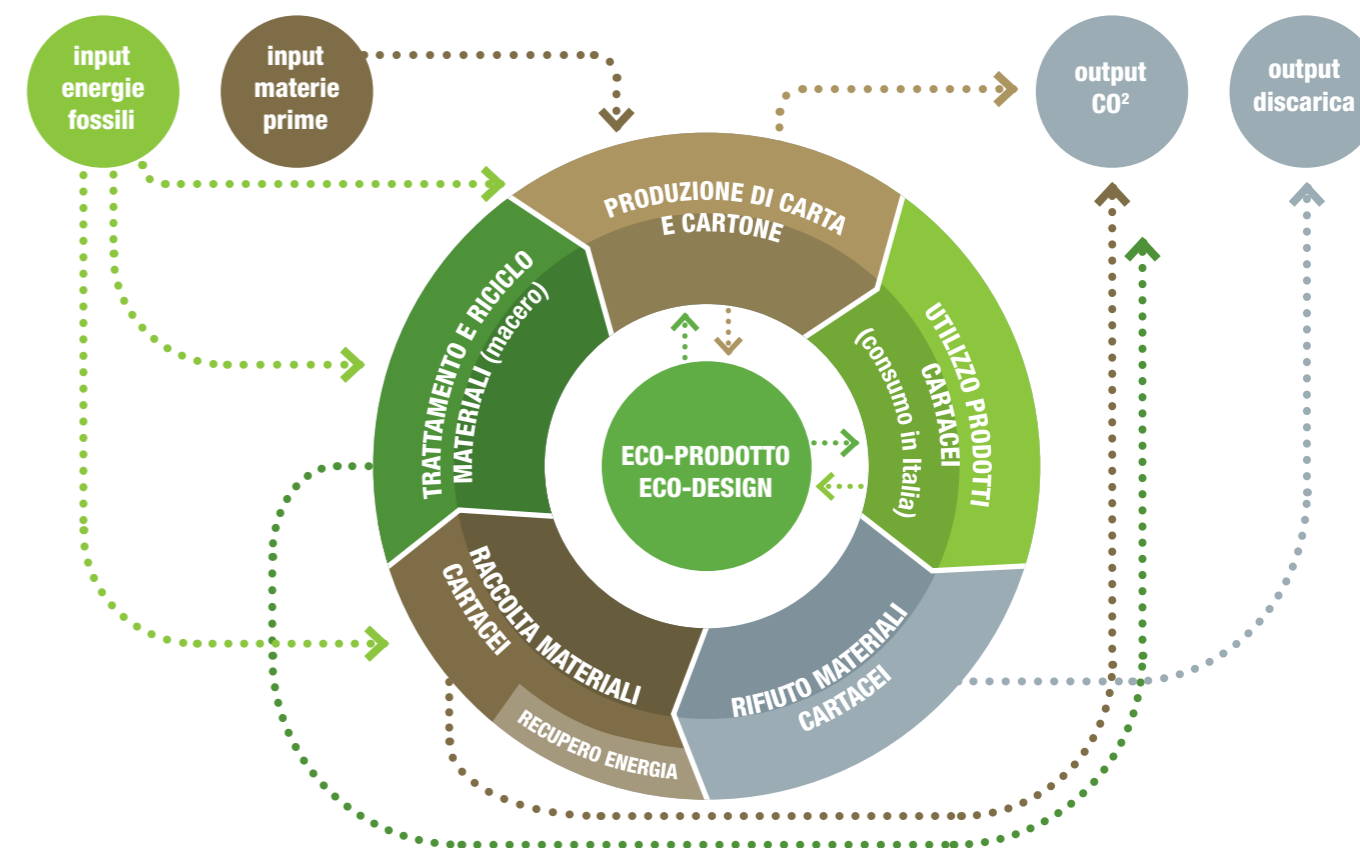 input
energie
fossili
input
materie
prime
output
CO²
output
discarica
PRODUZIONE DI CARTA
E CARTONE
UTILIZZO PRODOTTI
CARTACEI
(consumo in Italia)
RIFIUTO MATERIALI
CARTACEI
RACCOLTA MATERIALI
CARTACEI
RECUPERO ENERGIA
TRATTAMENTO E RICICLO
MATERIALI (macero)
ECO-PRODOTTO
ECO-DESIGN